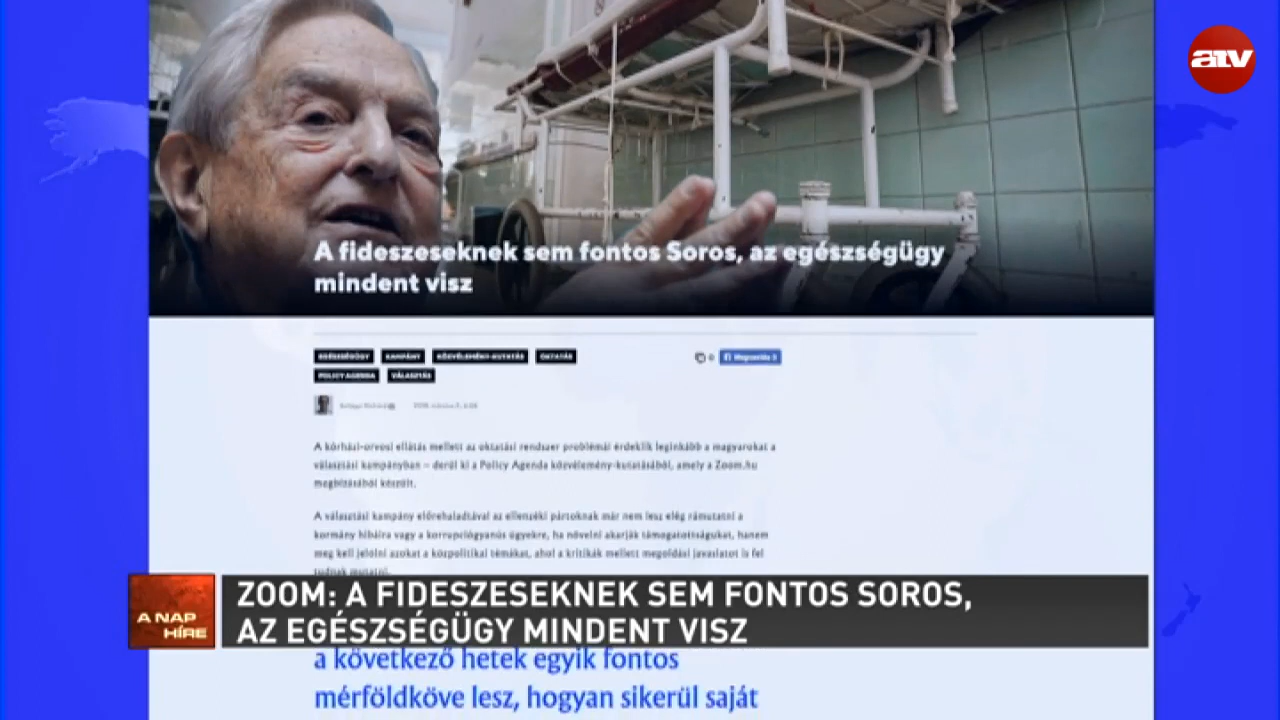 atv
A fideszeseknek sem fontos Soros, az egészségügy
mindent visz
EGÉSZSÉGÜGY KAMPÁNY KÖZVÉLEMÉNY-KUTATÁS OKTATÁS
0 Megosztás
POLICY AGENDA VÁLASZTÁS
A kórházi-orvosi ellátás mellett az oktatási rendszer problémái érdeklik leginkább a magyarokat a
választási kampányban – derül ki a Policy Agenda közvélemény-kutatásából, amely a Zoom.hu
megbízásából készült.
A választási kampány előrehaladtával az ellenzéki pártoknak már nem lesz elég rámutatni a
kormány hibáira vagy a korrupciógyanús ügyekre, ha növelni akarják támogatottságukat, hanem
meg kell jelölni azokat a közpolitikai témákat, ahol a kritikák mellett megoldási javaslatot is fel
tudnak mutatni.
A NAP
HÍRE
ZOOM: A FIDESZESEKNEK SEM FONTOS SOROS,
AZ EGÉSZSÉGÜGY MINDENT VISZ
a következő hetek egyik fontos
mérföldköve lesz, hogyan sikerül saját